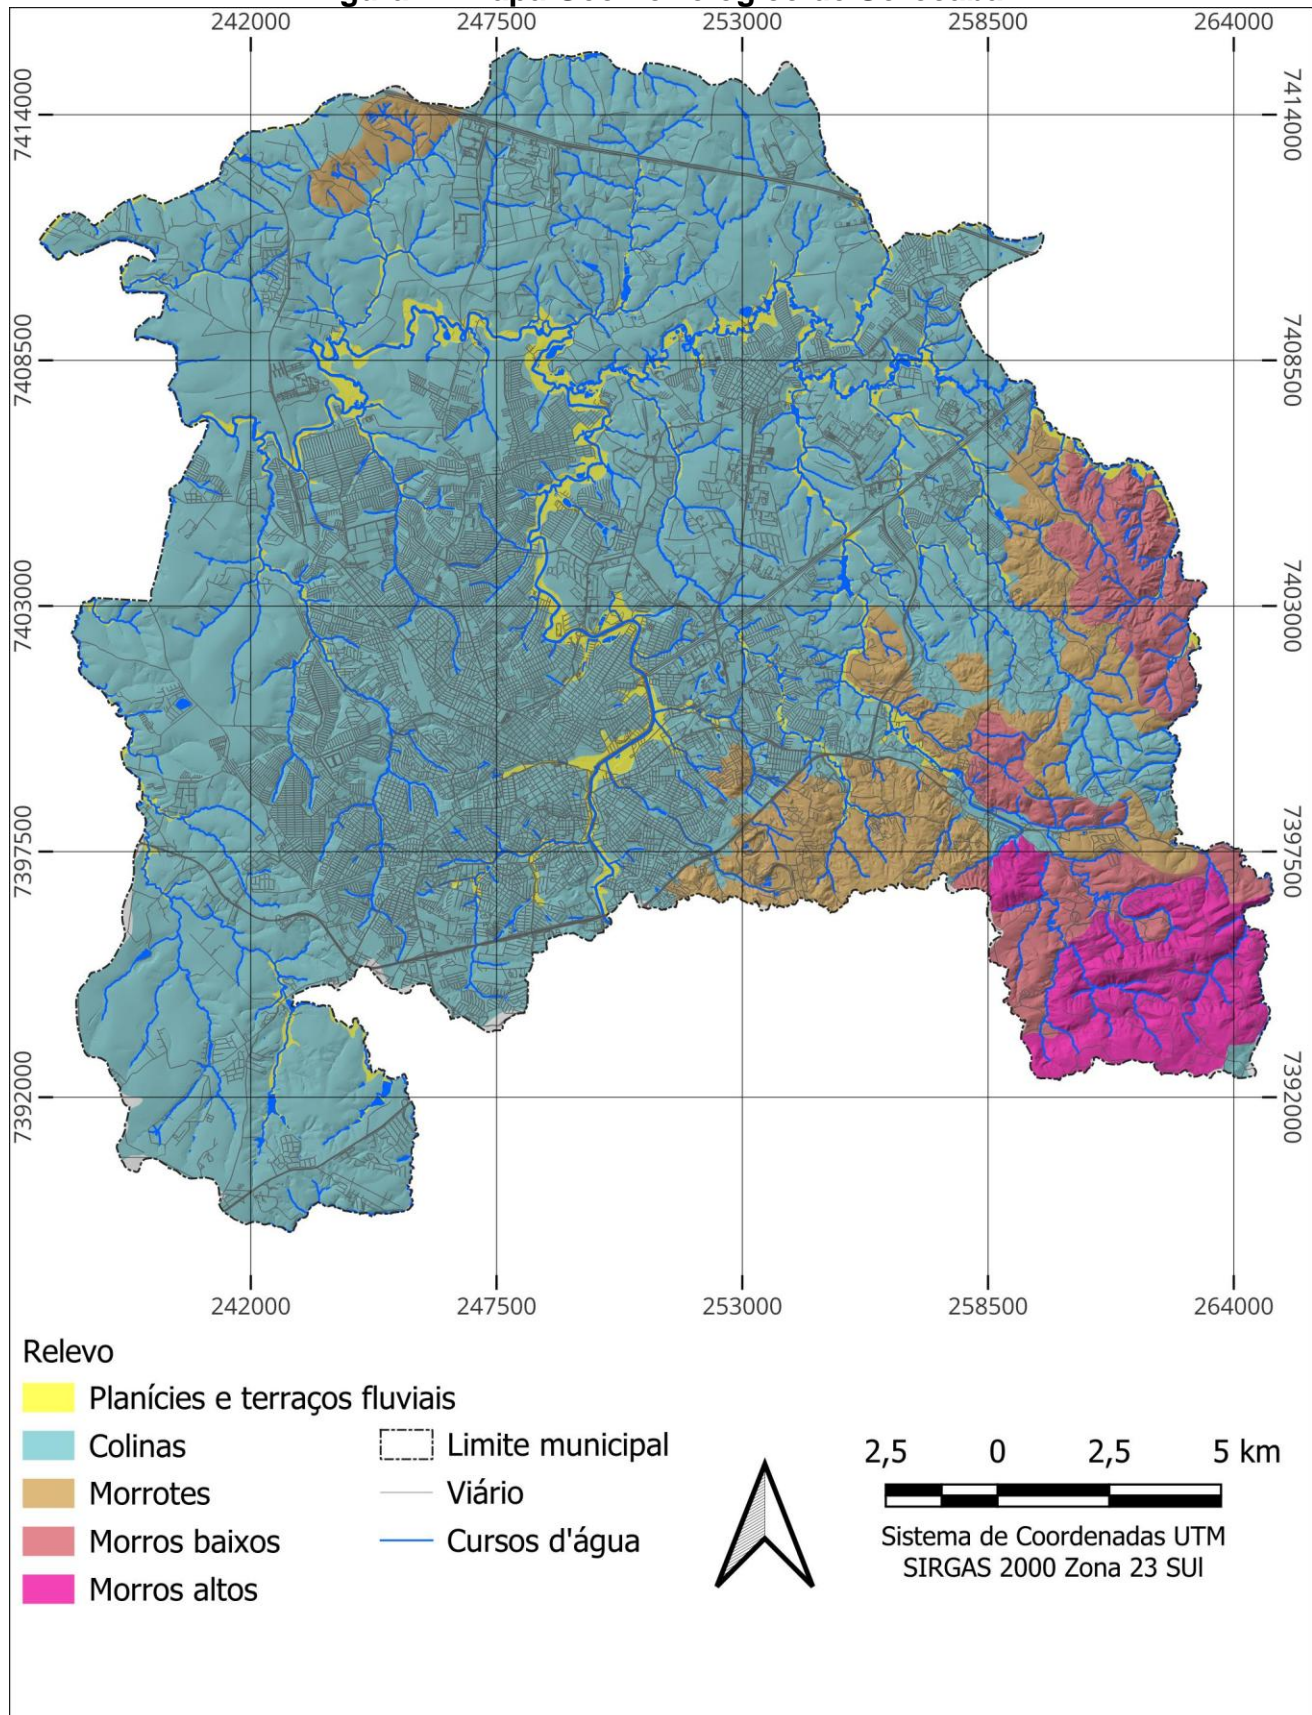 242000 247500 253000 258500 264000
7414000 7414000
7408500 7408500
7403000 7403000
7397500 7397500
7392000 7392000
242000 247500 253000 258500 264000
Relevo
Planícies e terraços fluviais
Colinas
Morrotes
Morros baixos
Morros altos
Limite municipal
Viário
Cursos d'água
2,5 0 2,5 5 km
Sistema de Coordenadas UTM
SIRGAS 2000 Zona 23 SUl